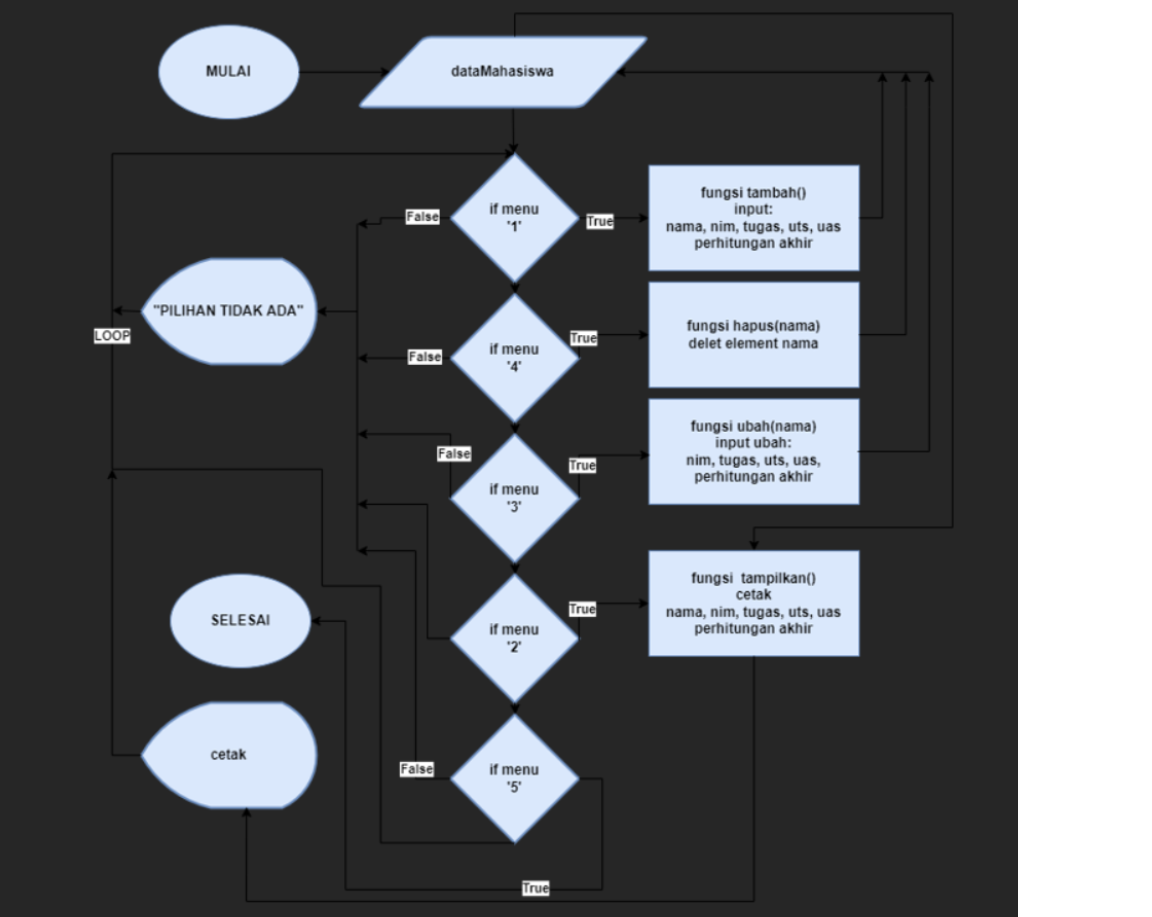 MULAI
dataMahasiswa
if menu
'1'
False
True
fungsi tambah()
input:
nama, nim, tugas, uts, uas
perhitungan akhir
"PILIHAN TIDAK ADA"
LOOP
if menu
'4'
False
True
fungsi hapus(nama)
delet element nama
if menu
'3'
False
True
fungsi ubah(nama)
input ubah:
nim, tugas, uts, uas,
perhitungan akhir
SELESAI
if menu
'2'
True
fungsi tampilkan()
cetak
nama, nim, tugas, uts, uas
perhitungan akhir
cetak
if menu
'5'
False
True